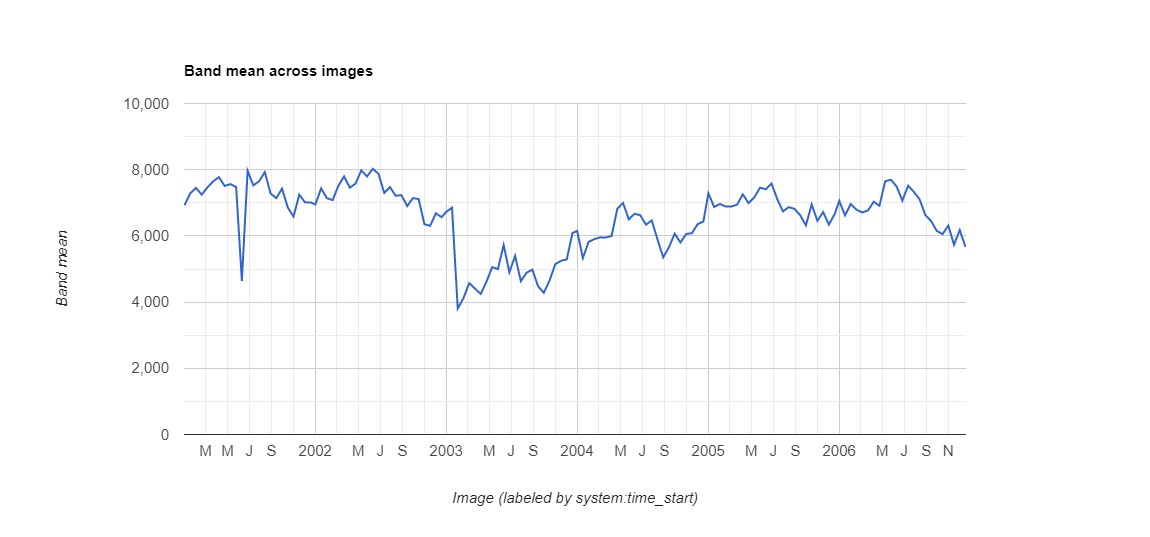 Band mean across images
10,000
8,000
6,000
4,000
2,000
0
Band mean
M M J S 2002 M J S 2003 M J S 2004 M J S 2005 M J S 2006 M J S N
Image (labeled by system:time_start)